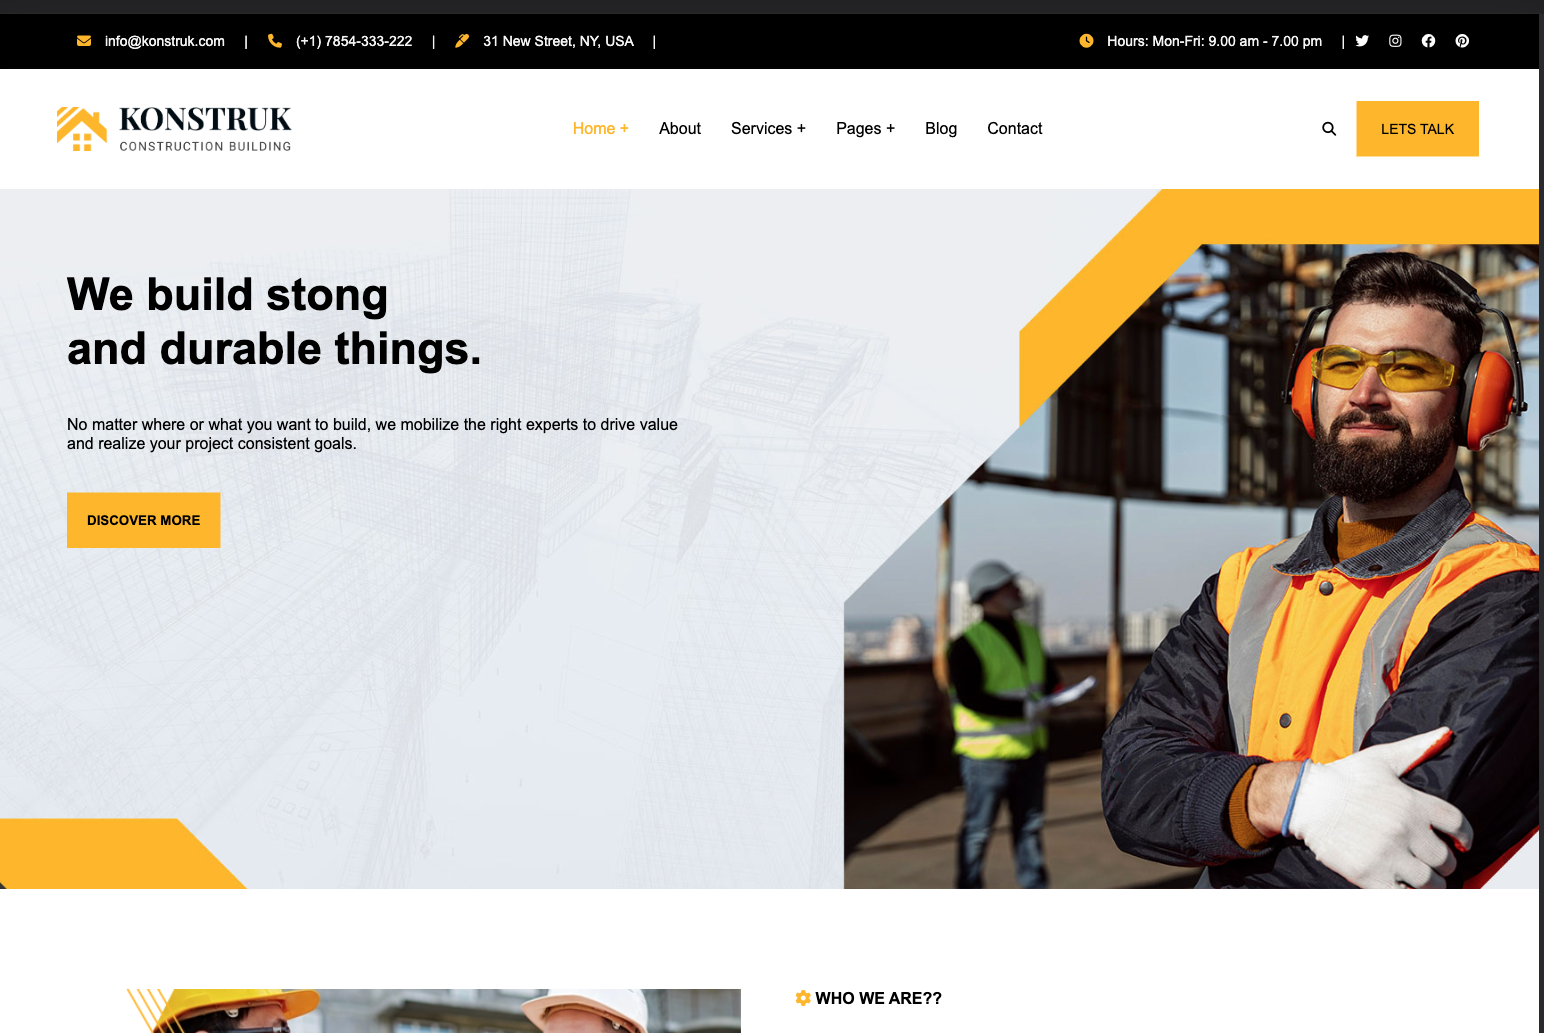 info@konstruk.com | (+1) 7854-333-222 | 31 New Street, NY, USA | Hours: Mon-Fri: 9.00 am - 7.00 pm |
KONSTRUK
CONSTRUCTION BUILDING
Home + About Services + Pages + Blog Contact
LETS TALK
We build stong
and durable things.
No matter where or what you want to build, we mobilize the right experts to drive value
and realize your project consistent goals.
DISCOVER MORE
WHO WE ARE??